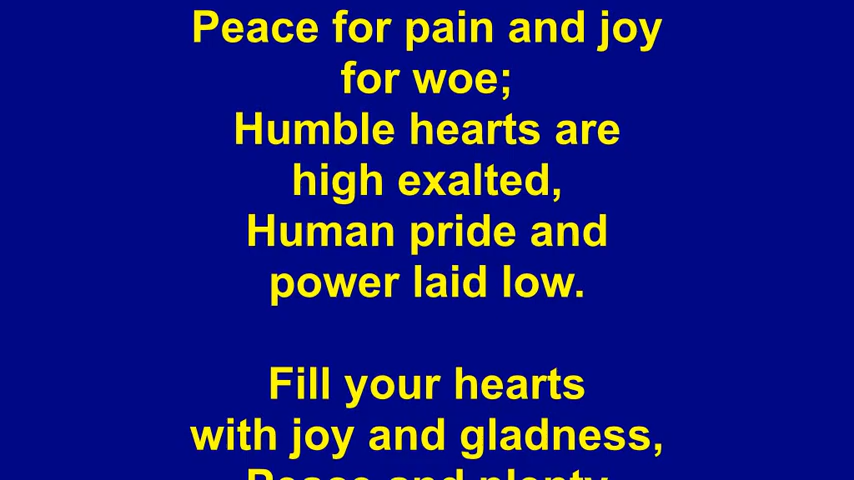 Peace for pain and joy
for woe;
Humble hearts are
high exalted,
Human pride and
power laid low.
Fill your hearts
with joy and gladness,
Peace and plenty